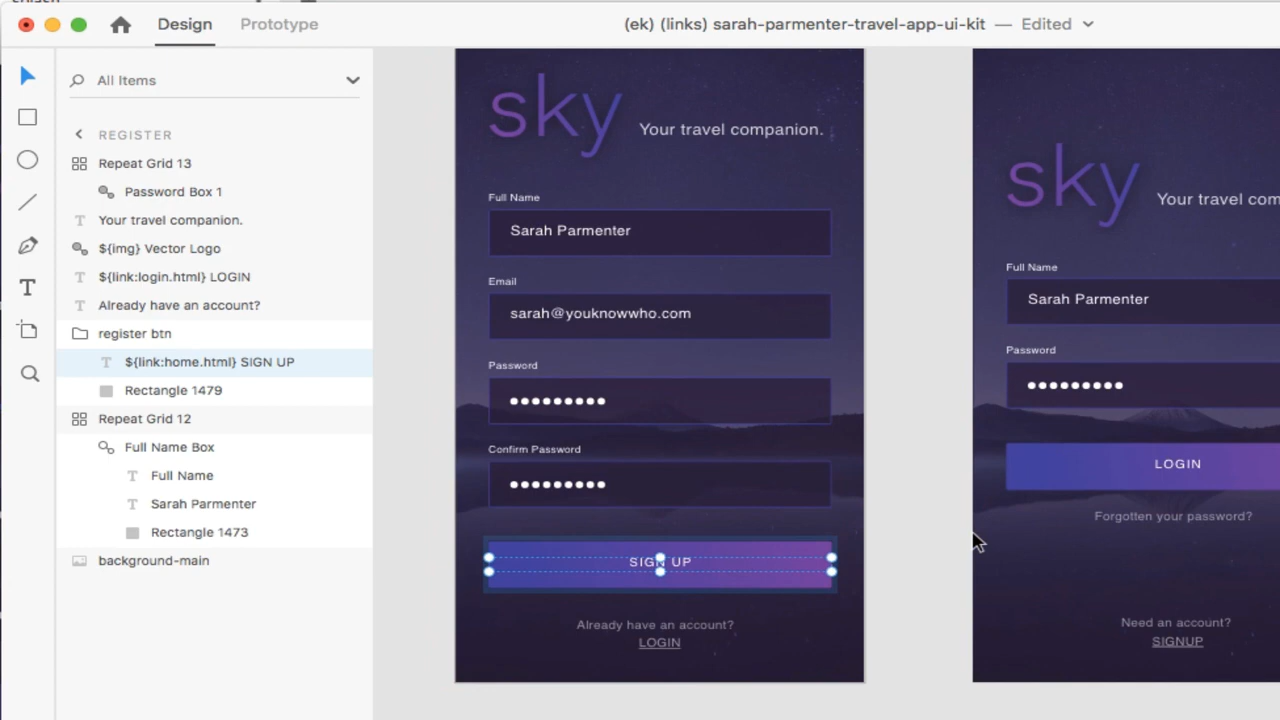 Design
Prototype
(ek) (links) sarah-parmenter-travel-app-ui-kit — Edited
All Items
REGISTER
Repeat Grid 13
Password Box 1
Your travel companion.
${img} Vector Logo
${link:login.html} LOGIN
Already have an account?
register btn
${link:home.html} SIGN UP
Rectangle 1479
Repeat Grid 12
Full Name Box
Full Name
Sarah Parmenter
Rectangle 1473
background-main
sky
Your travel companion.
Full Name
Sarah Parmenter
Email
sarah@youknowwho.com
Password
Confirm Password
SIGN UP
Already have an account?
LOGIN
sky
Your travel com
Full Name
Sarah Parmenter
Password
LOGIN
Forgotten your password?
Need an account?
SIGNUP